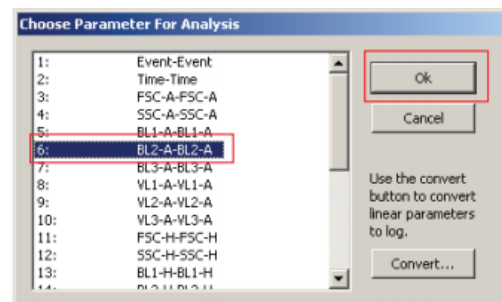 Choose Parameter For Analysis
1: Event-Event
2: Time-Time
3: FSC-A-FSC-A
4: SSC-A-SSC-A
5: BL1-A-BL1-A
6: BL2-A-BL2-A
7: BL3-A-BL3-A
8: VL1-A-VL1-A
9: VL2-A-VL2-A
10: VL3-A-VL3-A
11: FSC-H-FSC-H
12: SSC-H-SSC-H
13: BL1-H-BL1-H
Ok
Cancel
Use the convert
button to convert
linear parameters
to log.
Convert...